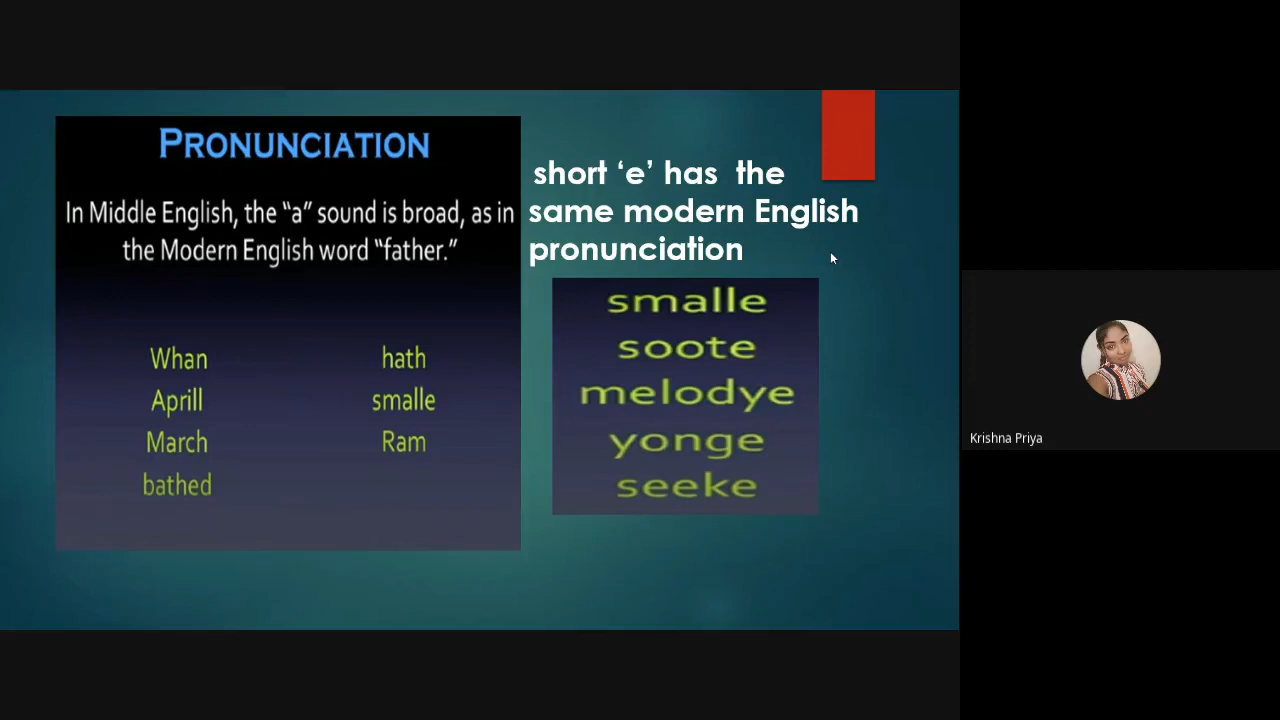 PRONUNCIATION
In Middle English, the “a” sound is broad, as in
the Modern English word “father.”
Whan hath
Aprill smalle
March Ram
bathed
short ‘e’ has the
same modern English
pronunciation
smalle
soote
melodye
yonge
seeke
Krishna Priya